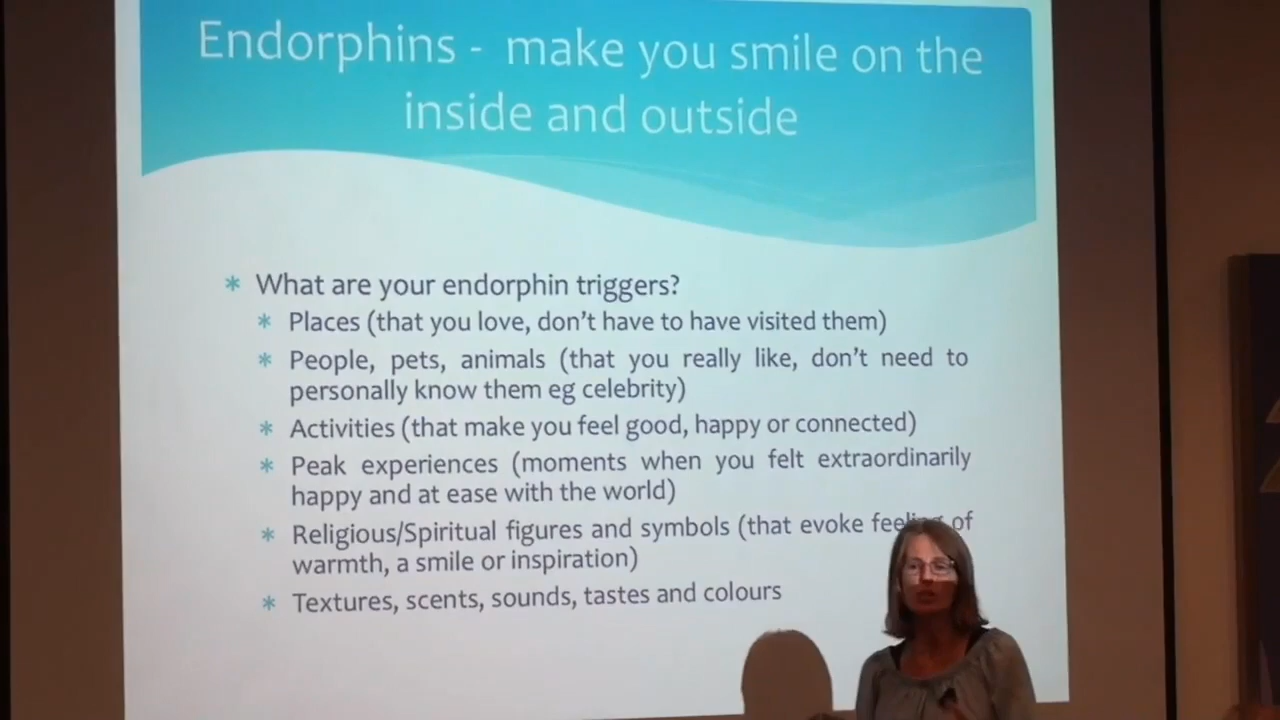 Endorphins - make you smile on the
inside and outside
* What are your endorphin triggers?
* Places (that you love, don't have to have visited them)
* People, pets, animals (that you really like, don't need to
personally know them eg celebrity)
* Activities (that make you feel good, happy or connected)
* Peak experiences (moments when you felt extraordinarily
happy and at ease with the world)
* Religious/Spiritual figures and symbols (that evoke of
warmth, a smile or inspiration)
* Textures, scents, sounds, tastes and colours